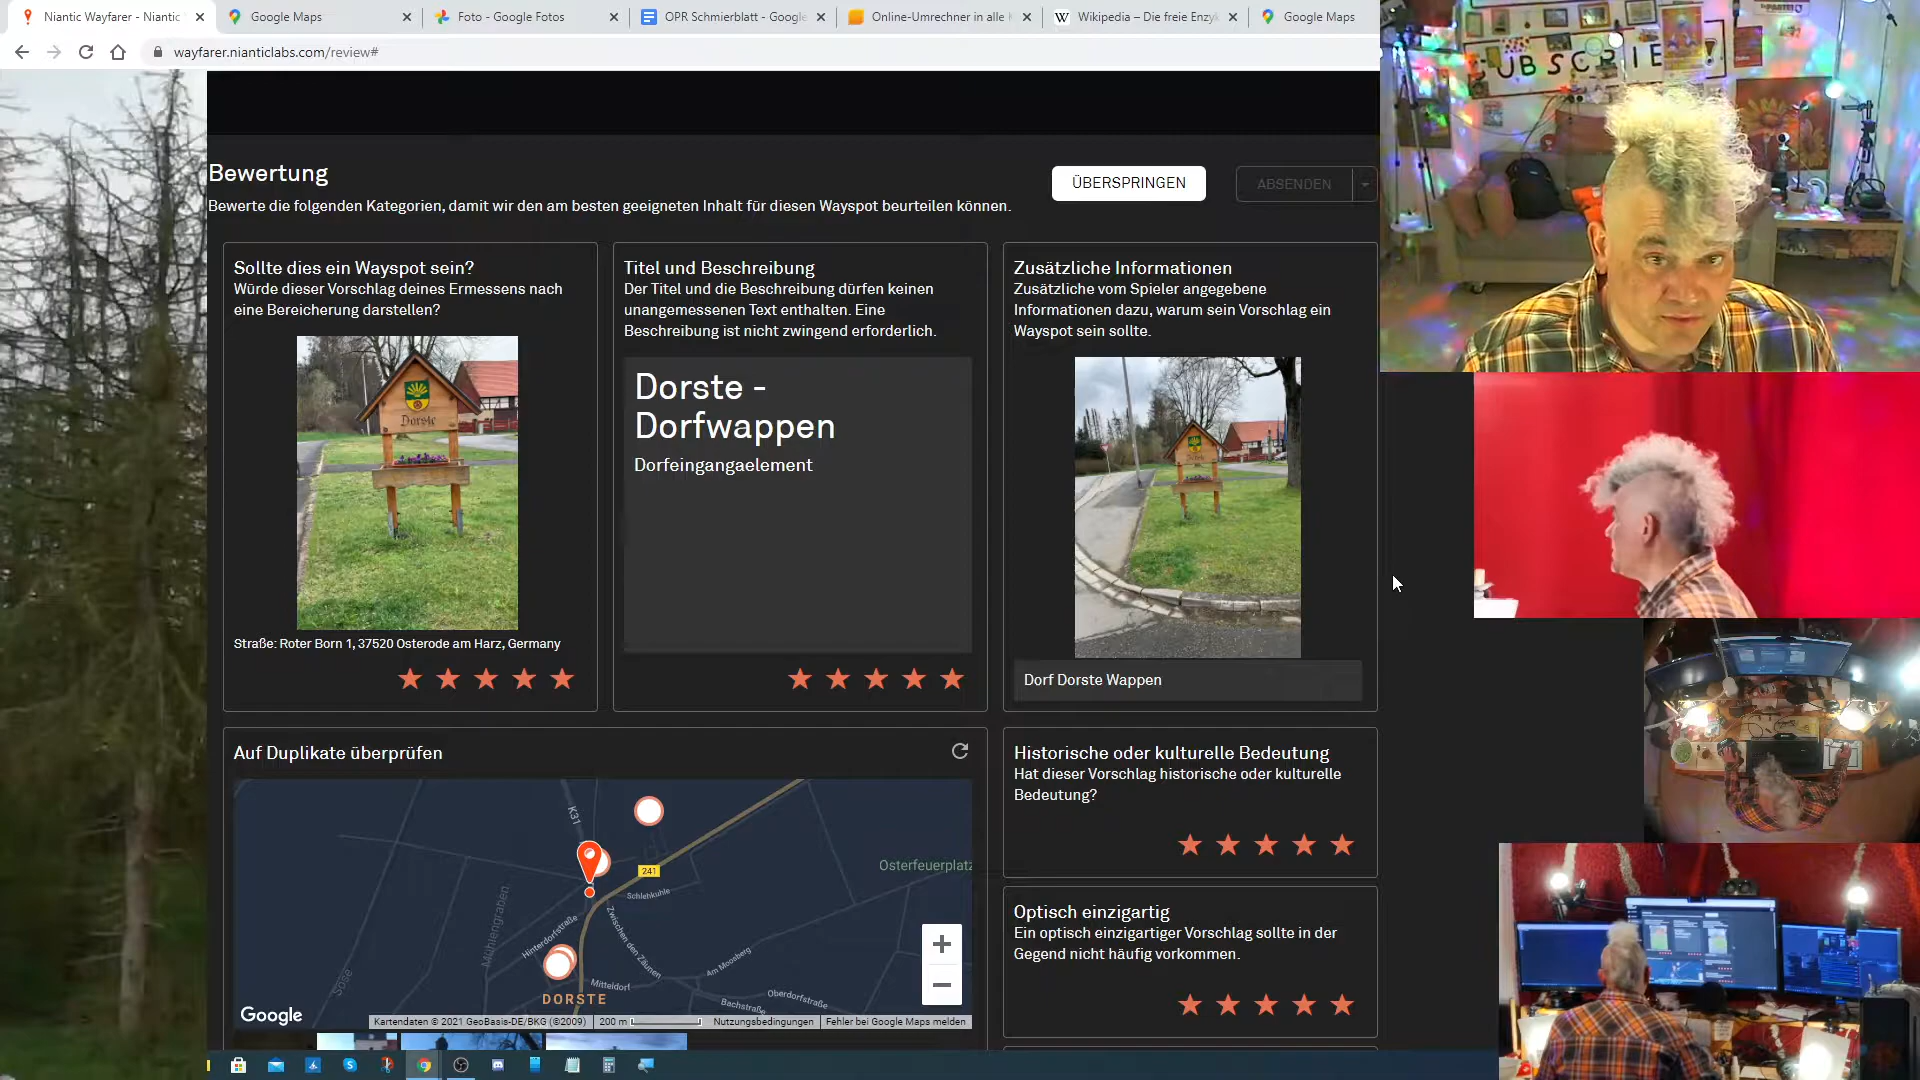 Niantic Wayfarer - Niantic
Google Maps
Foto - Google Fotos
OPR Schmierblatt - Google
Online-Umrechner in alle
Wikipedia – Die freie Enzyk
Google Maps
wayfarer.nianticlabs.com/review#
UBSCRIBE
Bewertung
Bewerte die folgenden Kategorien, damit wir den am besten geeigneten Inhalt für diesen Wayspot beurteilen können.
ÜBERSPRINGEN
ABSENDEN
Sollte dies ein Wayspot sein?
Würde dieser Vorschlag deines Ermessens nach
eine Bereicherung darstellen?
Dorste
Straße: Roter Born 1, 37520 Osterode am Harz, Germany
Titel und Beschreibung
Der Titel und die Beschreibung dürfen keinen
unangemessenen Text enthalten. Eine
Beschreibung ist nicht zwingend erforderlich.
Dorste -
Dorfwappen
Dorfeingangaelement
Zusätzliche Informationen
Zusätzliche vom Spieler angegebene
Informationen dazu, warum sein Vorschlag ein
Wayspot sein sollte.
Dorf Dorste Wappen
Auf Duplikate überprüfen
K31
241
Schlehkuhle
Osterfeuerplatz
Mühlengraben
Hinterdorfstraße
Zwischen den Zäunen
Am Moosberg
Söse
Mitteldorf
DORSTE
Bachstraße
Oberdorfstraße
Google
Kartendaten © 2021 GeoBasis-DE/BKG (©2009)
200 m
Nutzungsbedingungen
Fehler bei Google Maps melden
Historische oder kulturelle Bedeutung
Hat dieser Vorschlag historische oder kulturelle
Bedeutung?
Optisch einzigartig
Ein optisch einzigartiger Vorschlag sollte in der
Gegend nicht häufig vorkommen.